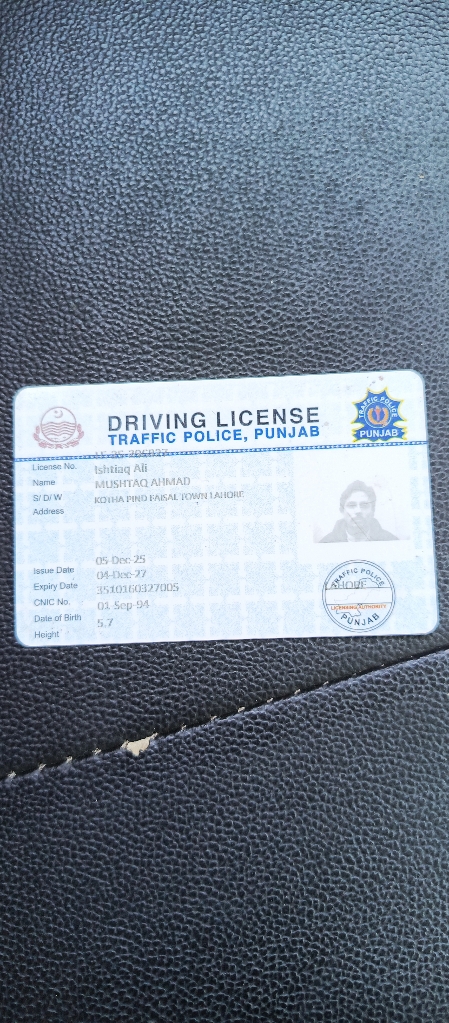 DRIVING LICENSE
TRAFFIC POLICE, PUNJAB
TRAFFIC POLICE
PUNJAB
License No.
Name Ishtiaq Ali
S/ D/ W MUSHTAQ AHMAD
Address KOTHA PIND FAISAL TOWN LAHORE
Issue Date 05-Dec-25
Expiry Date 04-Dec-27
CNIC No. 3510160327005
Date of Birth 01-Sep-94
Height 5.7
TRAFFIC POLICE
LAHORE
LICENSING AUTHORITY
PUNJAB